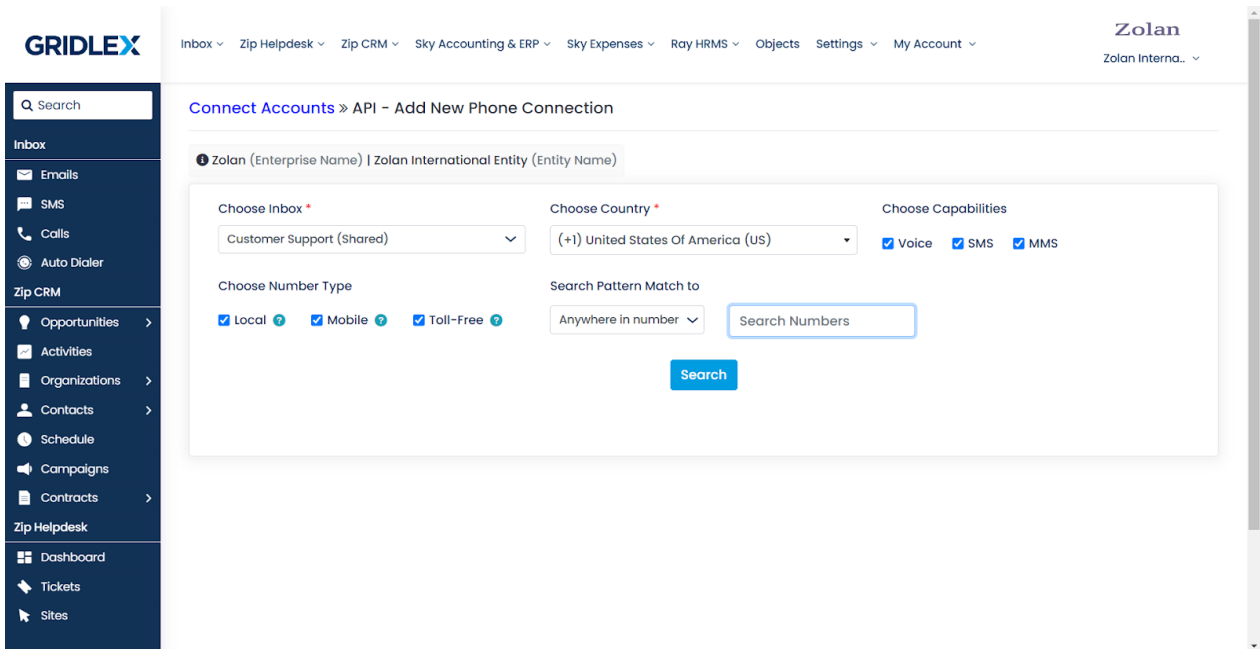 GRIDLEX
Inbox Zip Helpdesk Zip CRM Sky Accounting & ERP Sky Expenses Ray HRMS Objects Settings My Account
Zolan
Zolan Interna..
Search
Inbox
Emails
SMS
Calls
Auto Dialer
Zip CRM
Opportunities
Activities
Organizations
Contacts
Schedule
Campaigns
Contracts
Zip Helpdesk
Dashboard
Tickets
Sites
Connect Accounts » API - Add New Phone Connection
Zolan (Enterprise Name) | Zolan International Entity (Entity Name)
Choose Inbox * Choose Country * Choose Capabilities
Customer Support (Shared) (+1) United States Of America (US) Voice SMS MMS
Choose Number Type Search Pattern Match to
Local ? Mobile ? Toll-Free ? Anywhere in number Search Numbers
Search